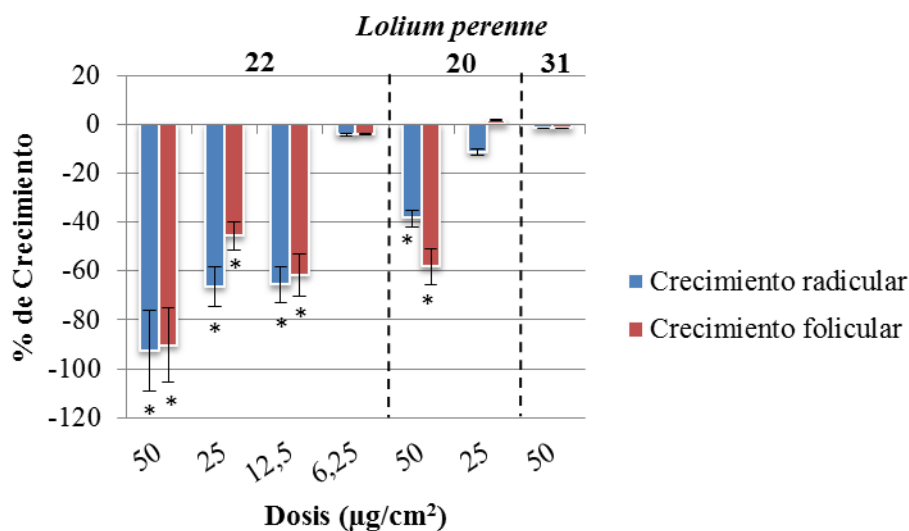 Lolium perenne
22 20 31
20
0
-20
-40
-60
-80
-100
-120
% de Crecimiento
* * * * * * * *
50 25 12,5 6,25 50 25 50
Dosis (µg/cm²)
Crecimiento radicular
Crecimiento folicular